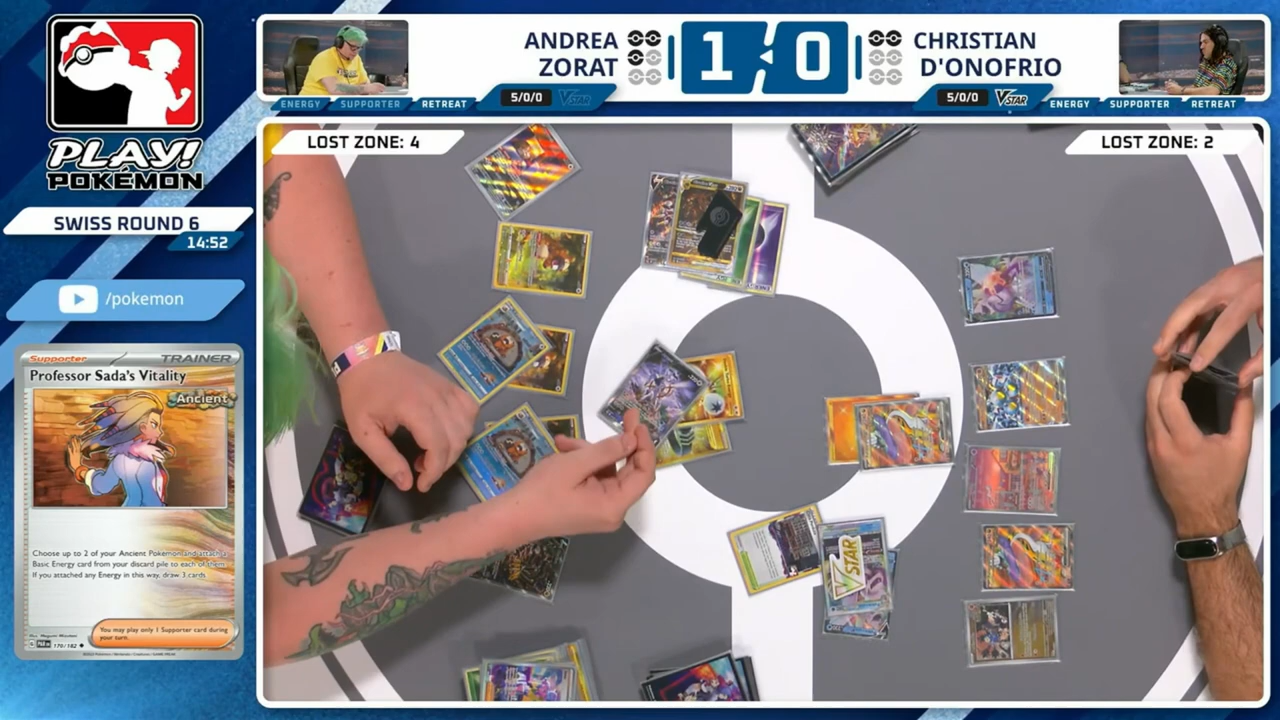 PLAY!
POKÉMON
SWISS ROUND 6
14:52
/pokemon
ANDREA
ZORAT
1
0
CHRISTIAN
D'ONOFRIO
ENERGY
SUPPORTER
RETREAT
5/0/0
VSTAR
5/0/0
VSTAR
ENERGY
SUPPORTER
RETREAT
LOST ZONE: 4
LOST ZONE: 2
Supporter
TRAINER
Professor Sada's Vitality
Ancient
Choose up to 2 of your Ancient Pokémon and attach a
Basic Energy card from your discard pile to each of them.
If you attached any Energy in this way, draw 3 cards.
You may play only 1 Supporter card during
your turn.
170/182
VSTAR